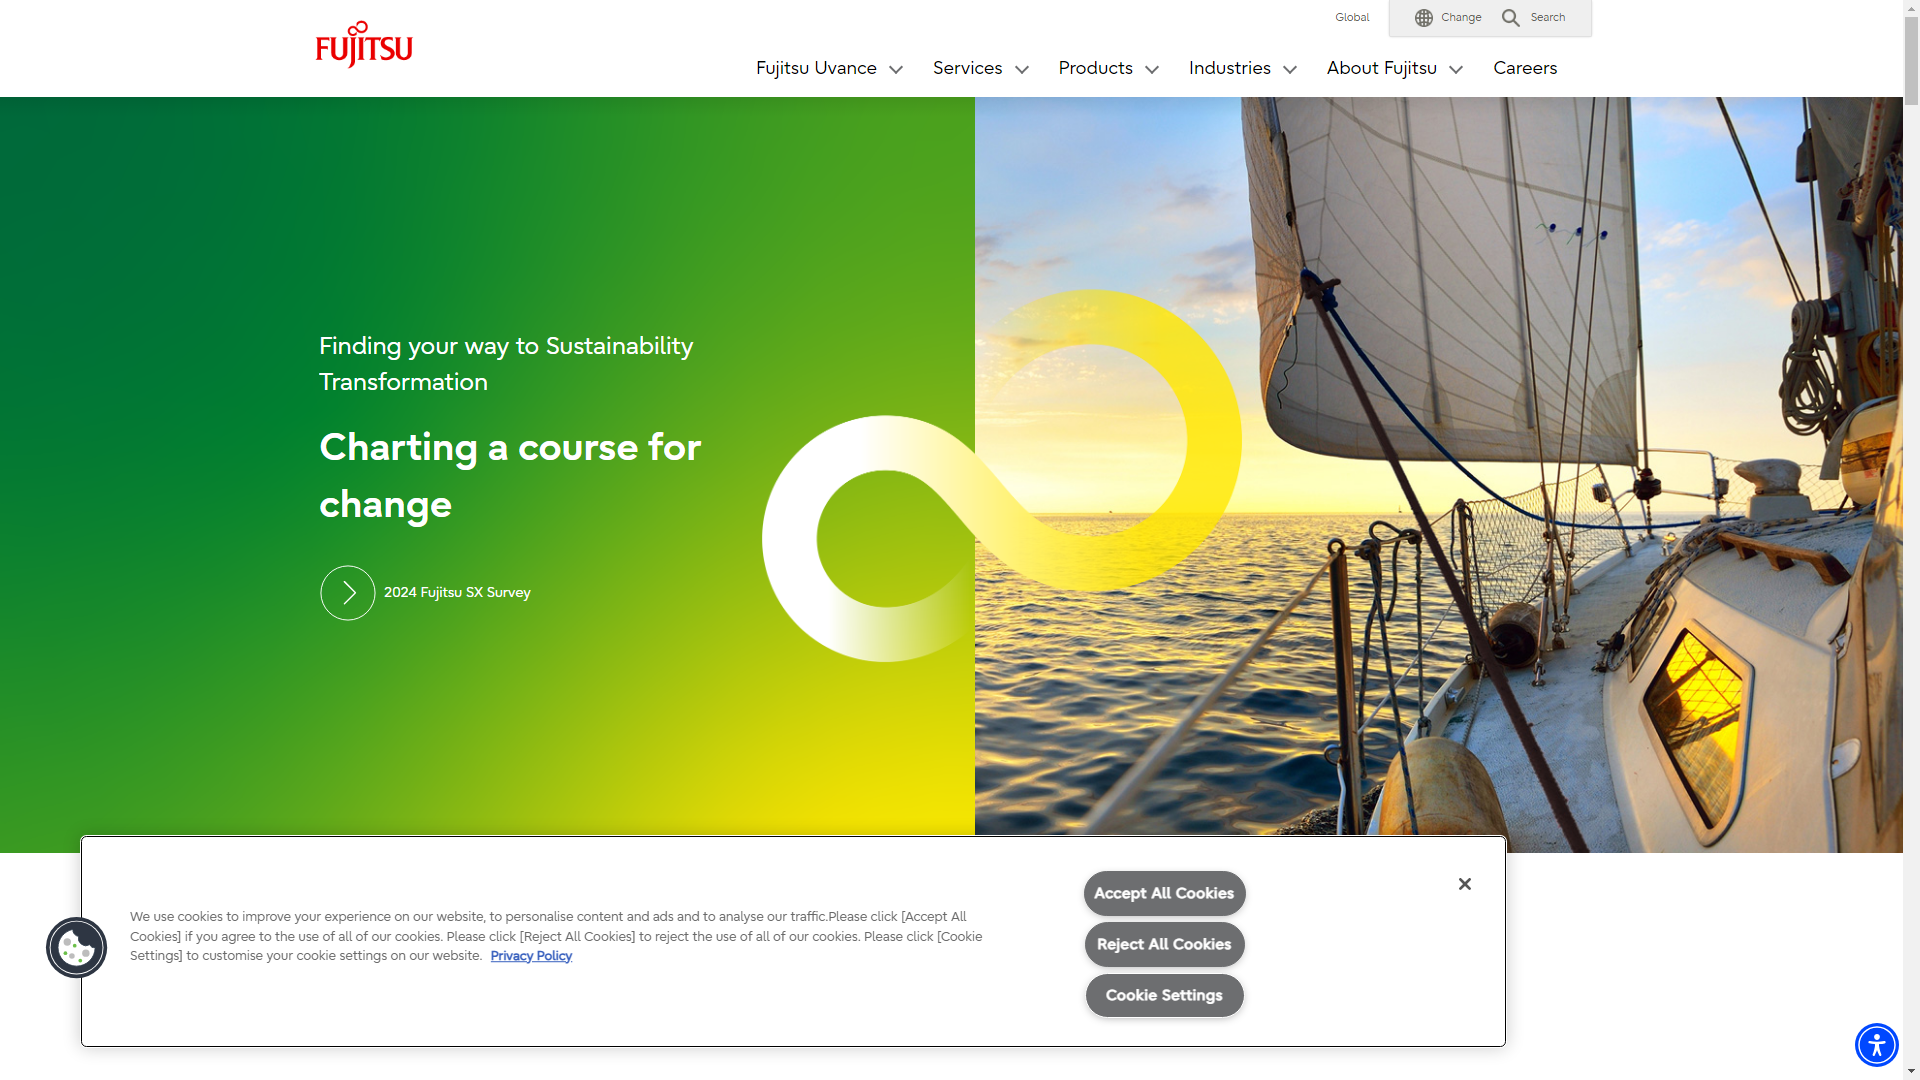 Global
Change
Search
FUJITSU
Fujitsu Uvance
Services
Products
Industries
About Fujitsu
Careers
Finding your way to Sustainability
Transformation
Charting a course for
change
2024 Fujitsu SX Survey
We use cookies to improve your experience on our website, to personalise content and ads and to analyse our traffic.Please click [Accept All
Cookies] if you agree to the use of all of our cookies. Please click [Reject All Cookies] to reject the use of all of our cookies. Please click [Cookie
Settings] to customise your cookie settings on our website. Privacy Policy
Accept All Cookies
Reject All Cookies
Cookie Settings